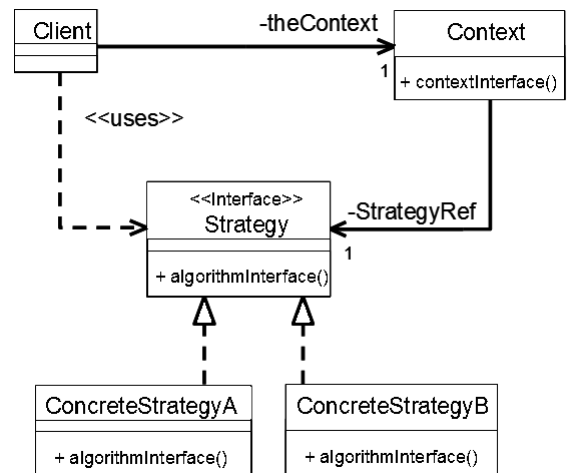 Client
-theContext
1
Context
+ contextInterface()
<<uses>>
<<Interface>>
Strategy
+ algorithmInterface()
-StrategyRef
1
ConcreteStrategyA
+ algorithmInterface()
ConcreteStrategyB
+ algorithmInterface()